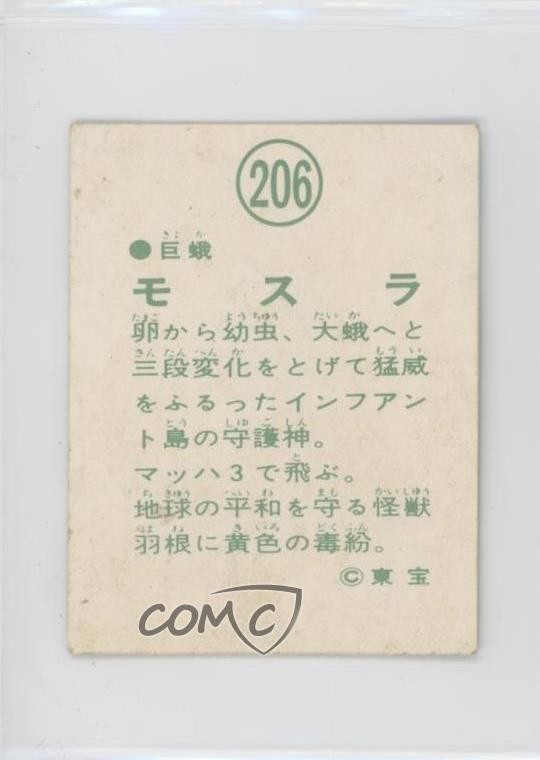 206
●巨蛾
モスラ
卵から幼虫、大蛾へと
三段変化をとげて猛威
をふるったインファン
ト島の守護神。
マッハ3で飛ぶ。
地球の平和を守る怪獣
羽根に黄色の毒紛。
©東宝
COMC